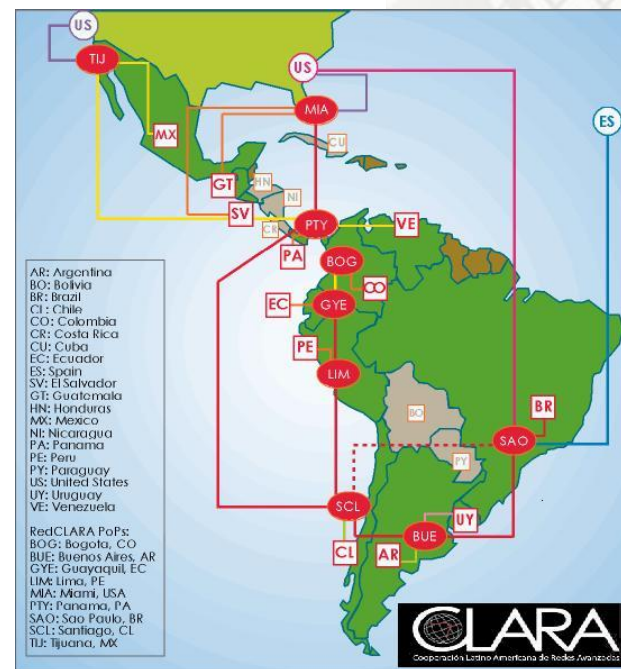 US
TIJ
US
MIA
ES
MX
CU
GT
HN
NI
SV
CR
PTY
VE
PA
BOG
CO
GYE
EC
PE
LIM
BO
BR
SAO
PY
SCL
UY
BUE
CL
AR
AR: Argentina
BO: Bolivia
BR: Brazil
CL: Chile
CO: Colombia
CR: Costa Rica
CU: Cuba
EC: Ecuador
ES: Spain
SV: El Salvador
GT: Guatemala
HN: Honduras
MX: Mexico
NI: Nicaragua
PA: Panama
PE: Peru
PY: Paraguay
US: United States
UY: Uruguay
VE: Venezuela
RedCLARA PoPs:
BOG: Bogota, CO
BUE: Buenos Aires, AR
GYE: Guayaquil, EC
LIM: Lima, PE
MIA: Miami, USA
PTY: Panama, PA
SAO: Sao Paulo, BR
SCL: Santiago, CL
TIJ: Tijuana, MX
CLARA
Cooperación Latino Americana de Redes Avanzadas